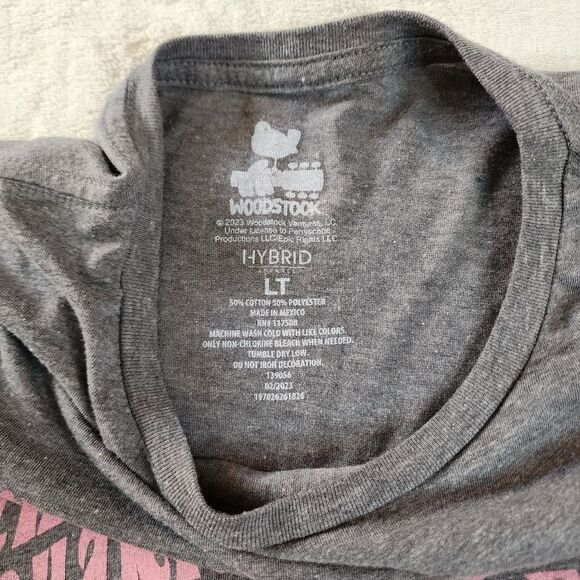 WOODSTOCK
© 2023 Woodstock Ventures, LC
Under License to Perryscope
Productions LLC/Epic Rights LLC
HYBRID
APPAREL
LT
50% COTTON 50% POLYESTER
MADE IN MEXICO
RN# 117508
MACHINE WASH COLD WITH LIKE COLORS.
ONLY NON-CHLORINE BLEACH WHEN NEEDED.
TUMBLE DRY LOW.
DO NOT IRON DECORATION.
139056
02/2023
197026261826